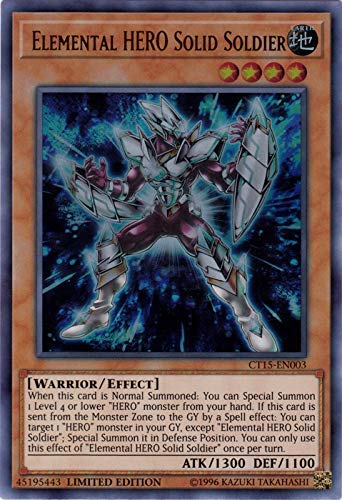 ELEMENTAL HERO SOLID SOLDIER
EARTH
地
CT15-EN003
[WARRIOR/EFFECT]
When this card is Normal Summoned: You can Special Summon
1 Level 4 or lower "HERO" monster from your hand. If this card is
sent from the Monster Zone to the GY by a Spell effect: You can
target 1 "HERO" monster in your GY, except "Elemental HERO Solid
Soldier"; Special Summon it in Defense Position. You can only use
this effect of "Elemental HERO Solid Soldier" once per turn.
ATK/1300 DEF/1100
45195443 LIMITED EDITION ©1996 KAZUKI TAKAHASHI